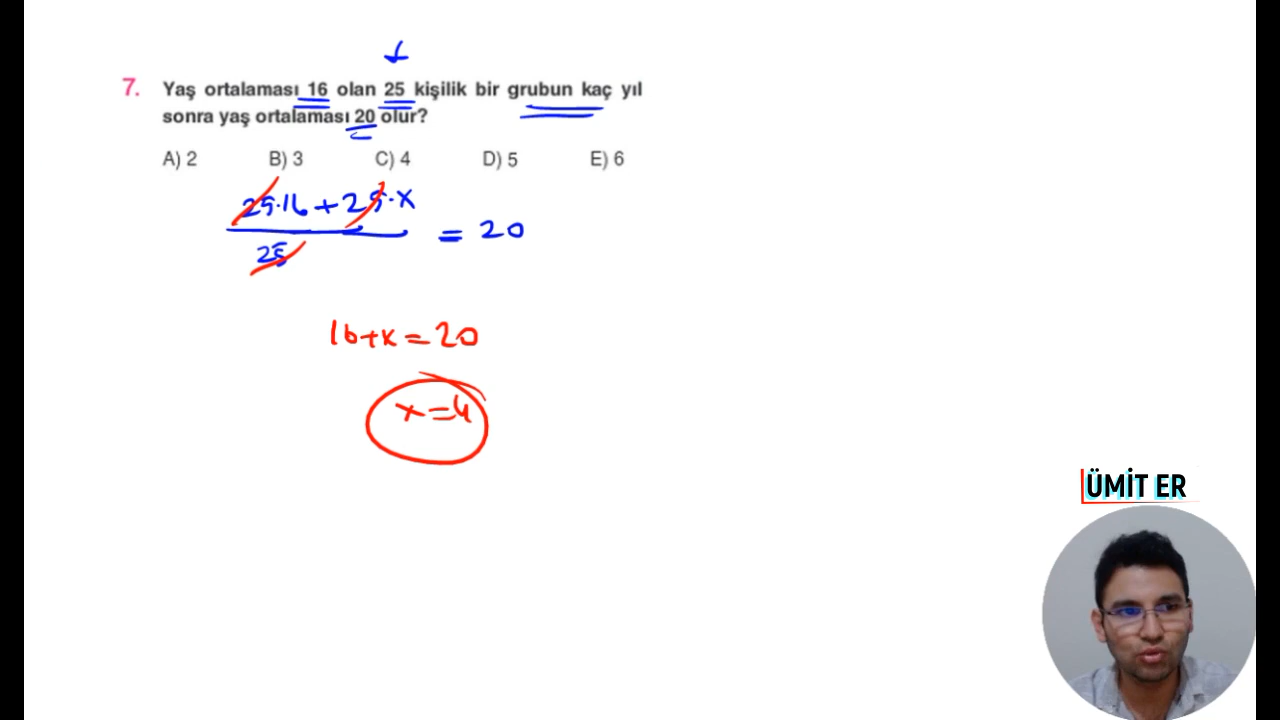 7. Yaş ortalaması 16 olan 25 kişilik bir grubun kaç yıl
sonra yaş ortalaması 20 olur?
A) 2 B) 3 C) 4 D) 5 E) 6
25·16 + 25·x
25
= 20
16+x=20
x=4
ÜMİT ER